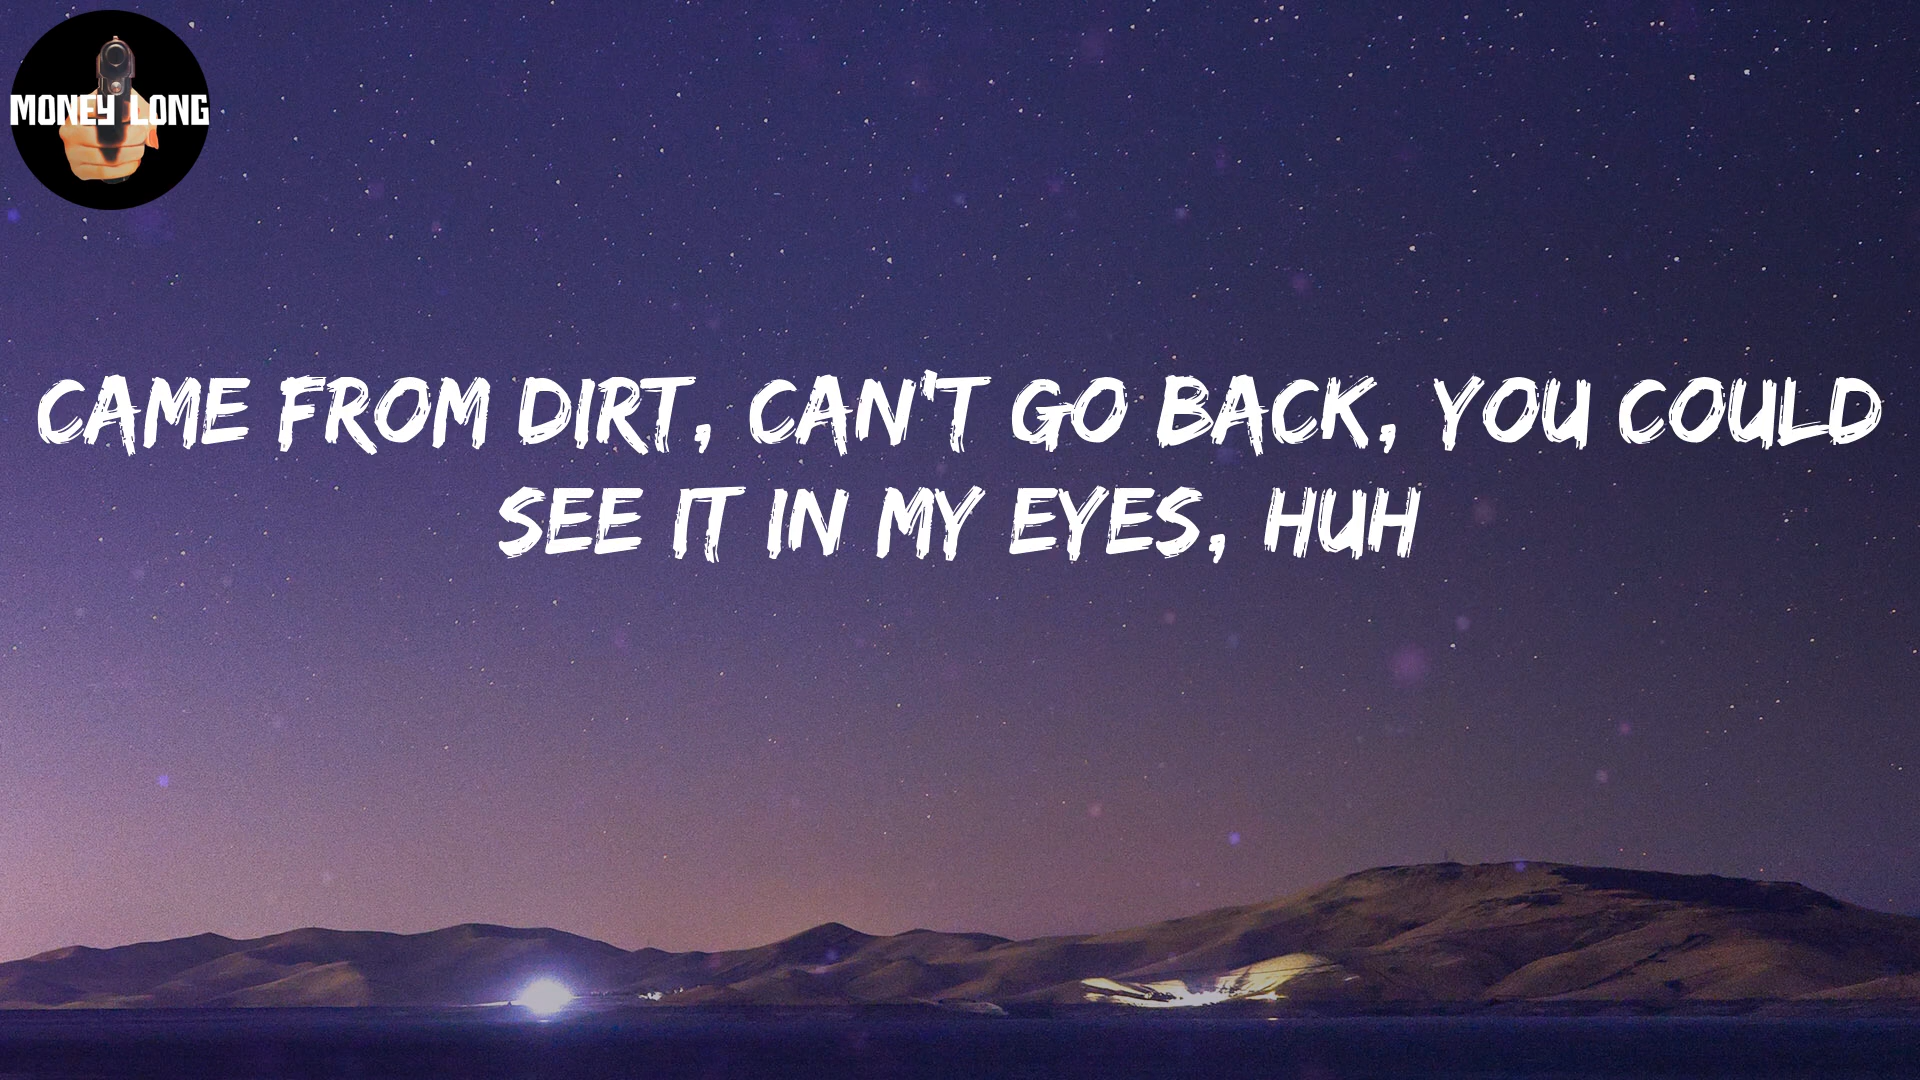 MONEY LONG
CAME FROM DIRT, CAN'T GO BACK, YOU COULD
SEE IT IN MY EYES, HUH